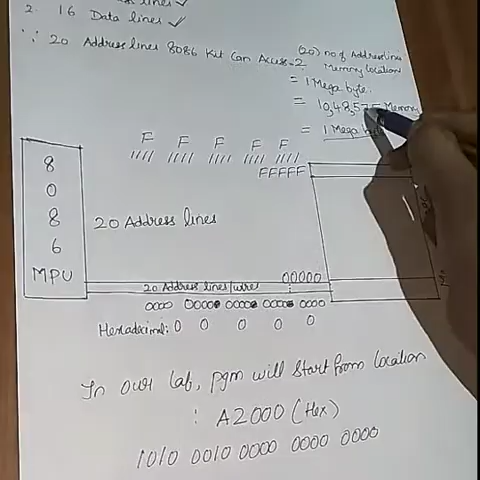 lines ✓
2. 16 Data lines ✓
∵ 20 Address lines 8086 Kit Can Access 2 (20) no of Address lines
Memory location
= 1 Mega byte.
= 10,48,575 Memory
= 1 Mega
F F F F F
//// //// //// //// ////
FFFFF
8
0
8
6
MPU
20 Address lines
00000
20 Address lines/wires
0000 0000 0000 0000 0000
Hexadecimal: 0 0 0 0 0
In our lab, pgm will start from location
: A2000 (Hex)
1010 0010 0000 0000 0000